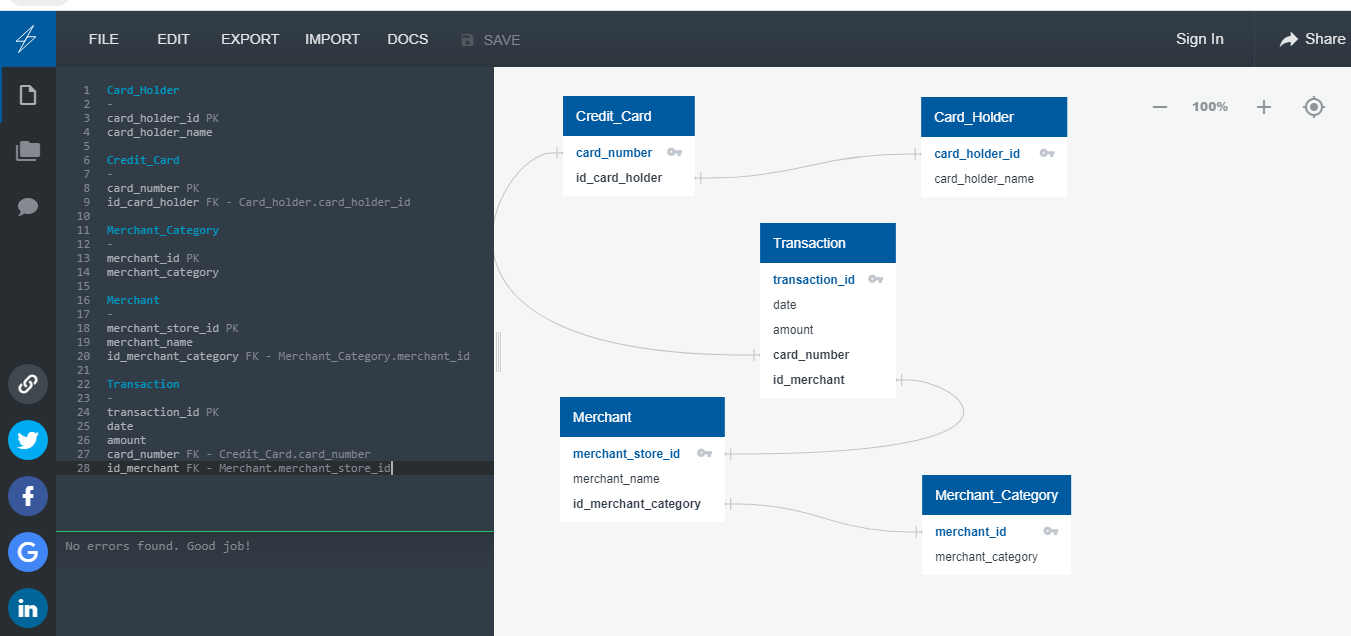 FILE EDIT EXPORT IMPORT DOCS SAVE Sign In Share
1 Card_Holder
2 -
3 card_holder_id PK
4 card_holder_name
5
6 Credit_Card
7 -
8 card_number PK
9 id_card_holder FK - Card_holder.card_holder_id
10
11 Merchant_Category
12 -
13 merchant_id PK
14 merchant_category
15
16 Merchant
17 -
18 merchant_store_id PK
19 merchant_name
20 id_merchant_category FK - Merchant_Category.merchant_id
21
22 Transaction
23 -
24 transaction_id PK
25 date
26 amount
27 card_number FK - Credit_Card.card_number
28 id_merchant FK - Merchant.merchant_store_id
No errors found. Good job!
G
f
in
100%
Credit_Card
card_number
id_card_holder
Card_Holder
card_holder_id
card_holder_name
Transaction
transaction_id
date
amount
card_number
id_merchant
Merchant
merchant_store_id
merchant_name
id_merchant_category
Merchant_Category
merchant_id
merchant_category